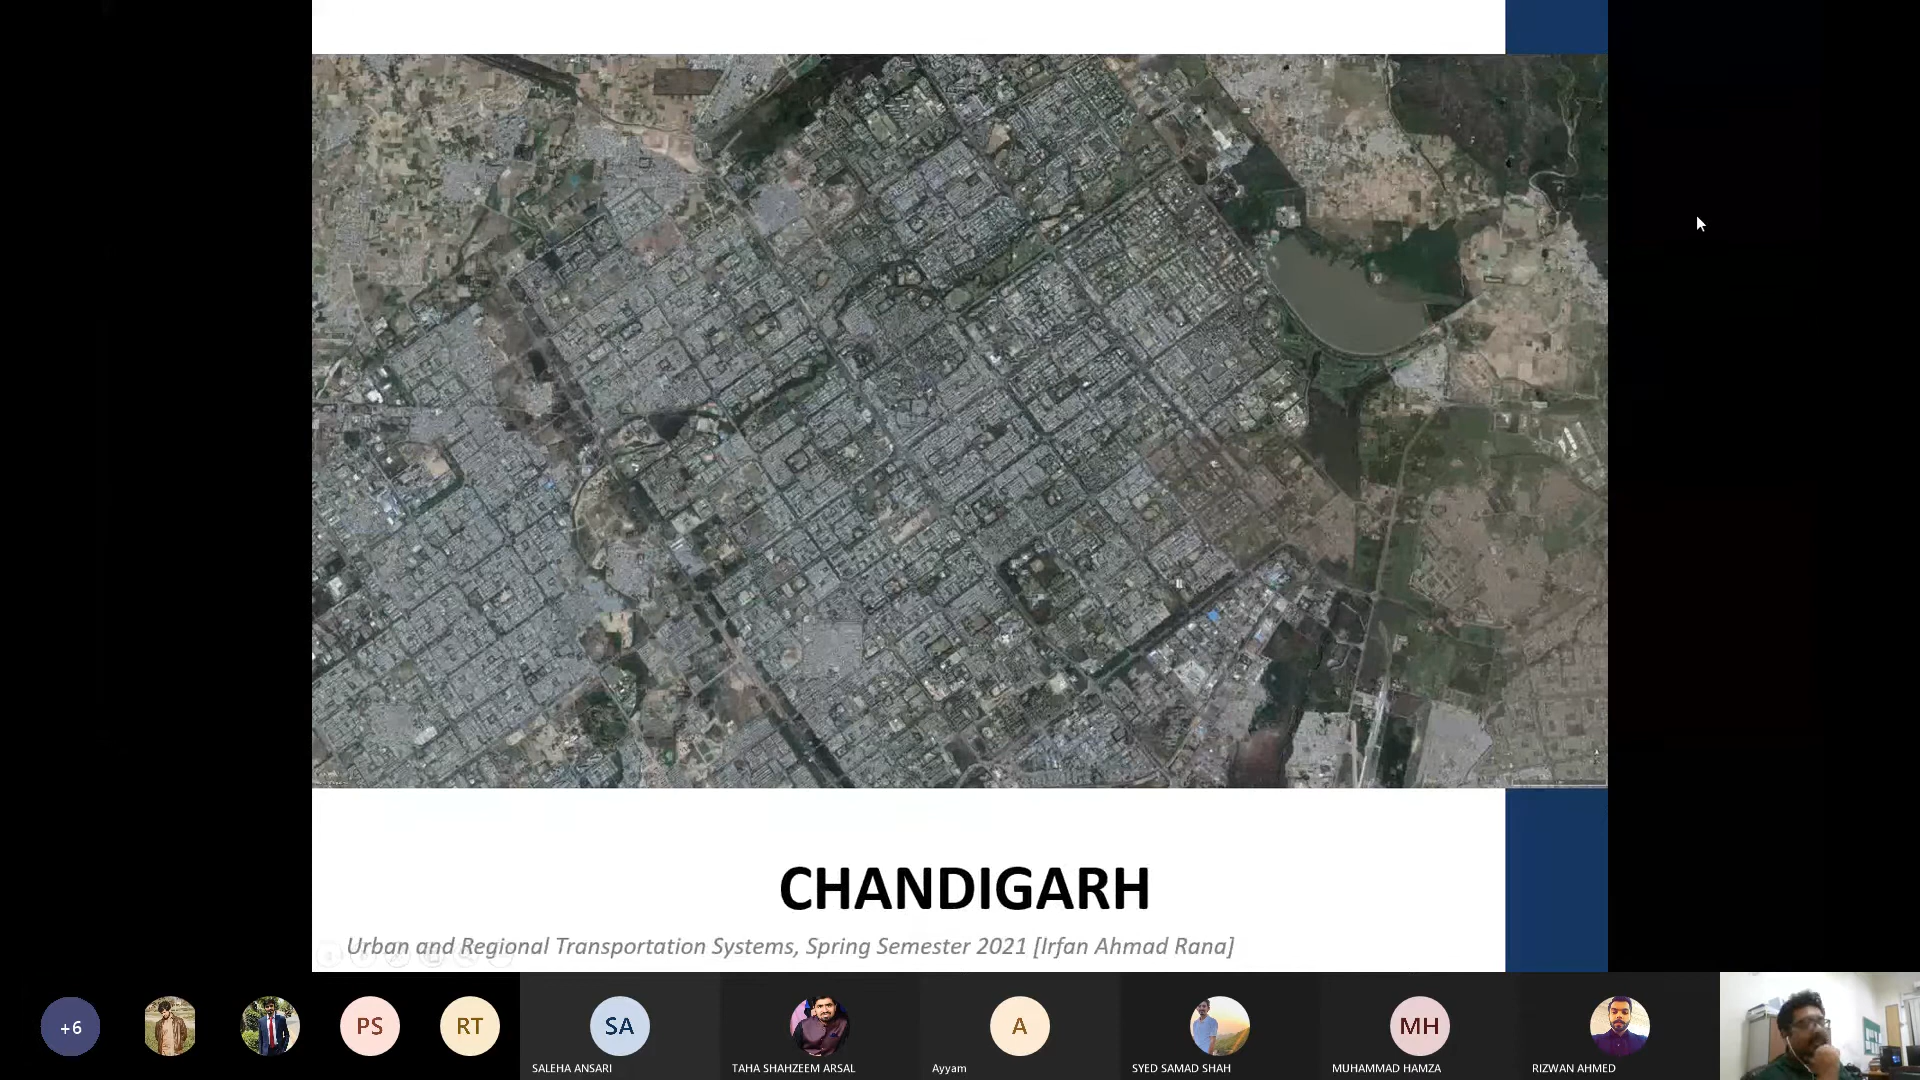 CHANDIGARH
Urban and Regional Transportation Systems, Spring Semester 2021 [Irfan Ahmad Rana]
+6
PS
RT
SA
A
MH
SALEHA ANSARI
TAHA SHAHZEEM ARSAL
Ayyam
SYED SAMAD SHAH
MUHAMMAD HAMZA
RIZWAN AHMED